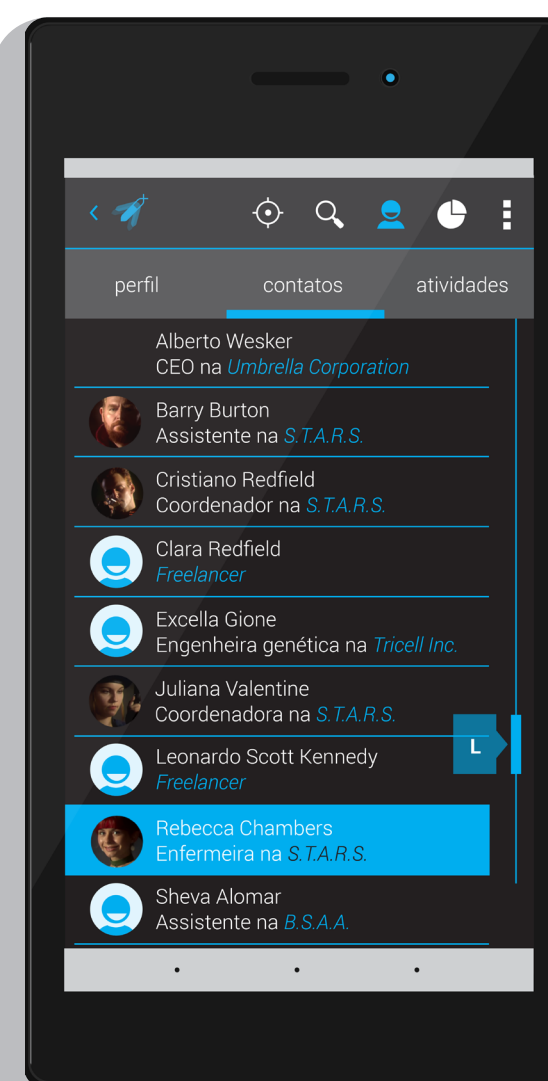 perfil contatos atividades
Alberto Wesker
CEO na Umbrella Corporation
Barry Burton
Assistente na S.T.A.R.S.
Cristiano Redfield
Coordenador na S.T.A.R.S.
Clara Redfield
Freelancer
Excella Gione
Engenheira genética na Tricell Inc.
Juliana Valentine
Coordenadora na S.T.A.R.S.
L
Leonardo Scott Kennedy
Freelancer
Rebecca Chambers
Enfermeira na S.T.A.R.S.
Sheva Alomar
Assistente na B.S.A.A.